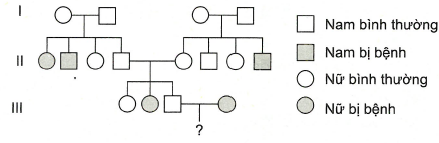 I
II
III
?
Nam bình thường
Nam bị bệnh
Nữ bình thường
Nữ bị bệnh